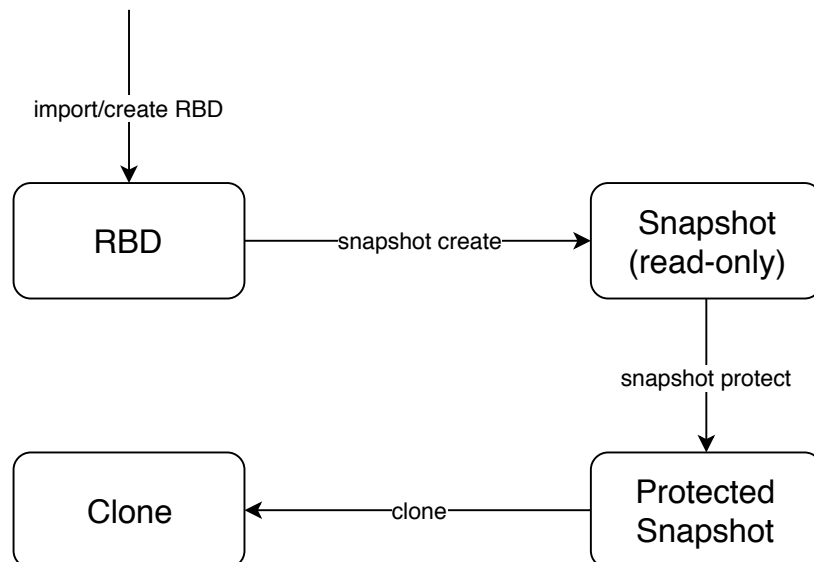 import/create RBD
RBD
snapshot create
Snapshot
(read-only)
snapshot protect
Protected
Snapshot
clone
Clone